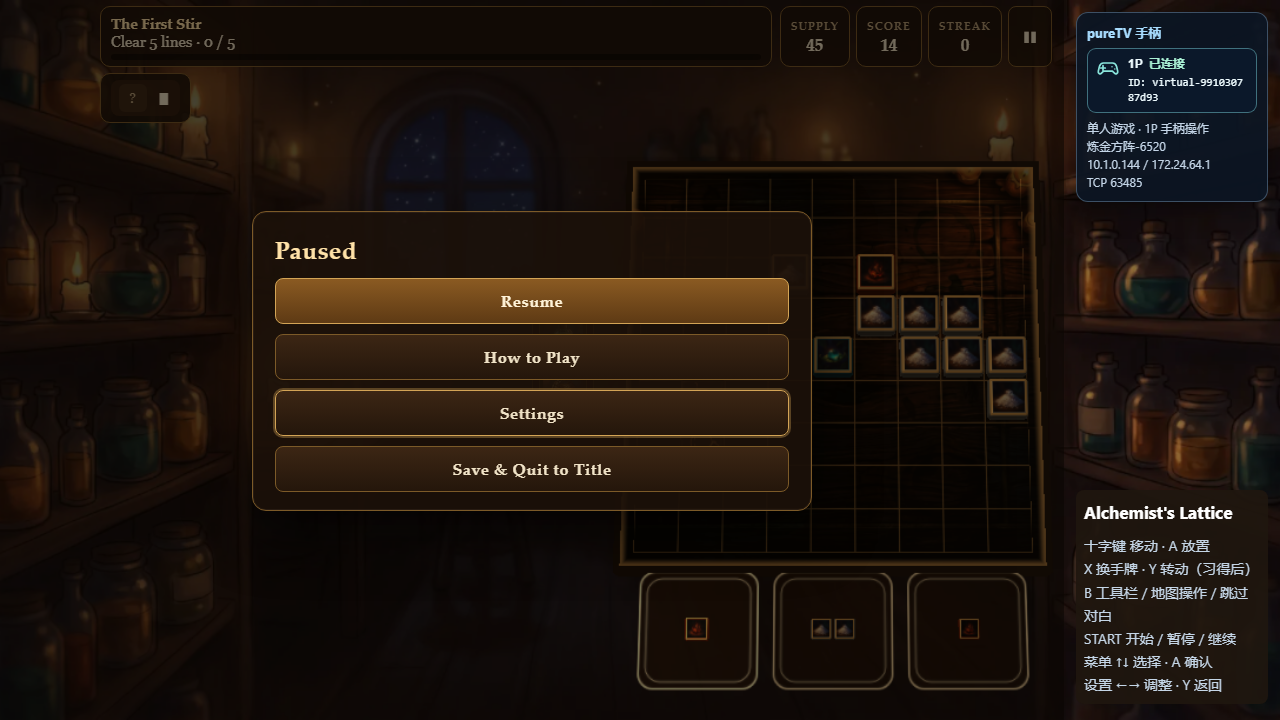 The First Stir
Clear 5 lines · 0 / 5
SUPPLY
45
SCORE
14
STREAK
0
?
Paused
Resume
How to Play
Settings
Save & Quit to Title
pureTV 手柄
1P 已连接
ID: virtual-9910307
87d93
单人游戏 · 1P 手柄操作
炼金方阵-6520
10.1.0.144 / 172.24.64.1
TCP 63485
Alchemist's Lattice
十字键 移动 · A 放置
X 换手牌 · Y 转动（习得后）
B 工具栏 / 地图操作 / 跳过
对白
START 开始 / 暂停 / 继续
菜单 ↑↓ 选择 · A 确认
设置 ←→ 调整 · Y 返回